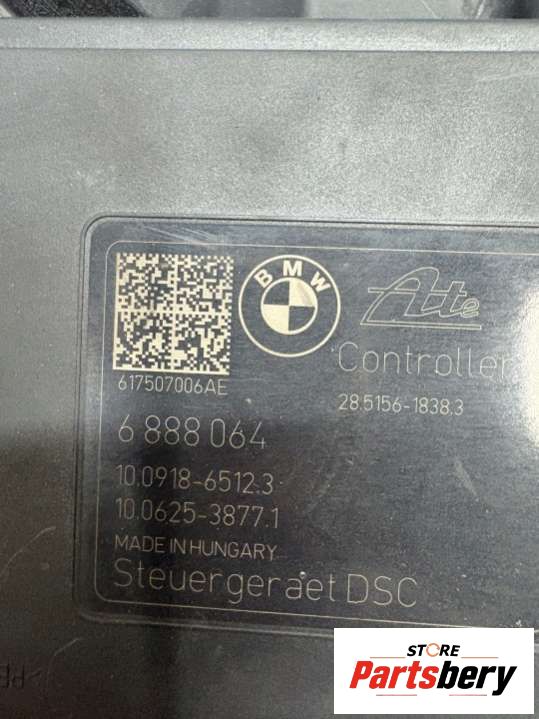 BMW
Ate
Controller
617507006AE
28.5156-1838.3
6 888 064
10.0918-6512.3
10.0625-3877.1
MADE IN HUNGARY
Steuergeraet DSC
STORE
Partsbery